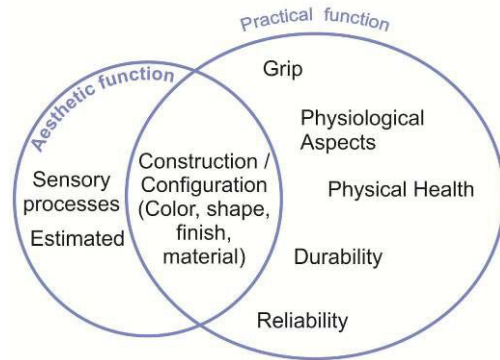 Practical function
Aesthetic function
Grip
Physiological
Aspects
Construction /
Configuration
(Color, shape,
finish,
material)
Sensory
processes
Estimated
Physical Health
Durability
Reliability